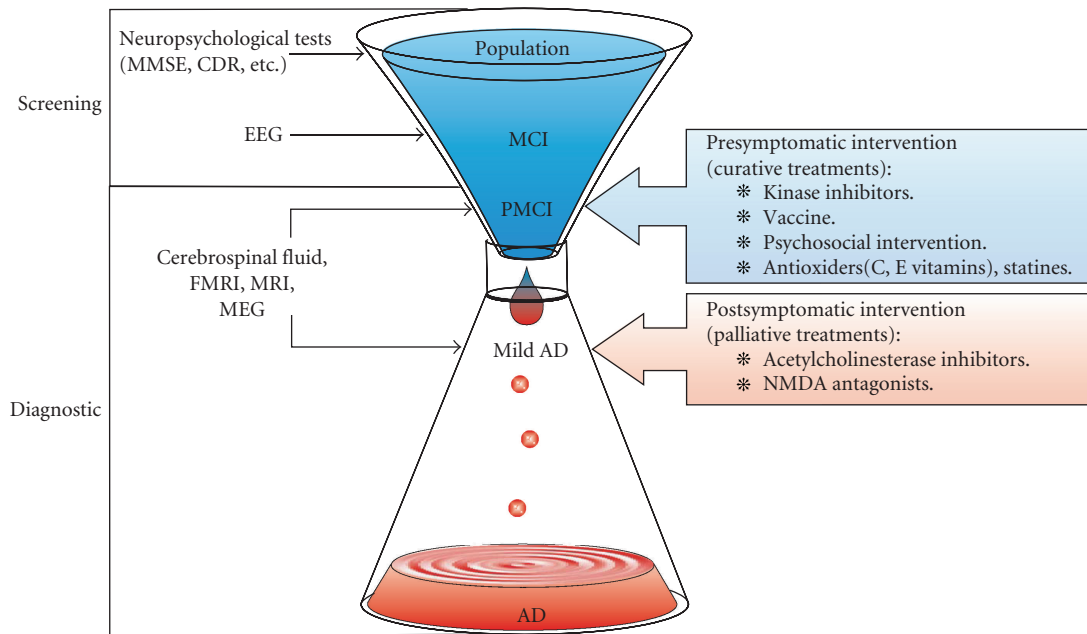 Screening
Diagnostic
Neuropsychological tests
(MMSE, CDR, etc.)
EEG
Cerebrospinal fluid,
FMRI, MRI,
MEG
Population
MCI
PMCI
Mild AD
AD
Presymptomatic intervention
(curative treatments):
❋ Kinase inhibitors.
❋ Vaccine.
❋ Psychosocial intervention.
❋ Antioxiders(C, E vitamins), statines.
Postsymptomatic intervention
(palliative treatments):
❋ Acetylcholinesterase inhibitors.
❋ NMDA antagonists.